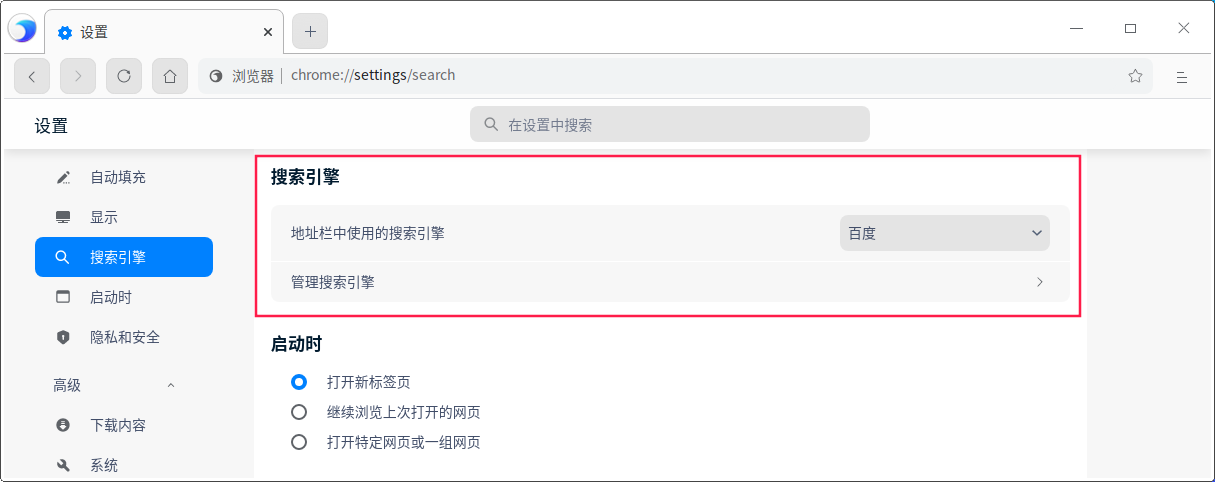 设置
浏览器 | chrome://settings/search
设置
在设置中搜索
自动填充
显示
搜索引擎
启动时
隐私和安全
高级
下载内容
系统
搜索引擎
地址栏中使用的搜索引擎
百度
管理搜索引擎
启动时
打开新标签页
继续浏览上次打开的网页
打开特定网页或一组网页